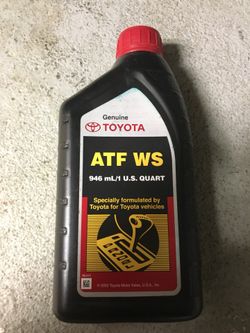 Genuine
TOYOTA
ATF WS
946 mL/1 U.S. QUART
Specially formulated by
Toyota for Toyota vehicles